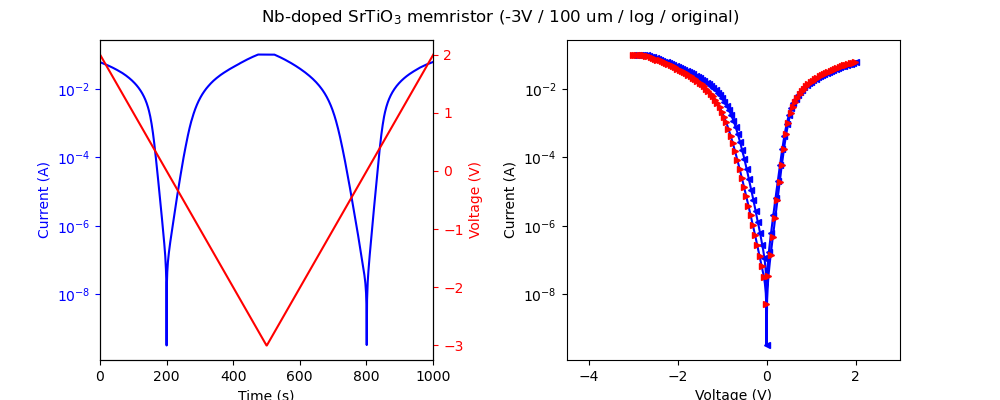 Nb-doped SrTiO₃ memristor (-3V / 100 um / log / original)
Current (A)
10⁻²
10⁻⁴
10⁻⁶
10⁻⁸
0 200 400 600 800 1000
Time (s)
2
1
0
−1
−2
−3
Voltage (V)
Current (A)
10⁻²
10⁻⁴
10⁻⁶
10⁻⁸
−4 −2 0 2
Voltage (V)